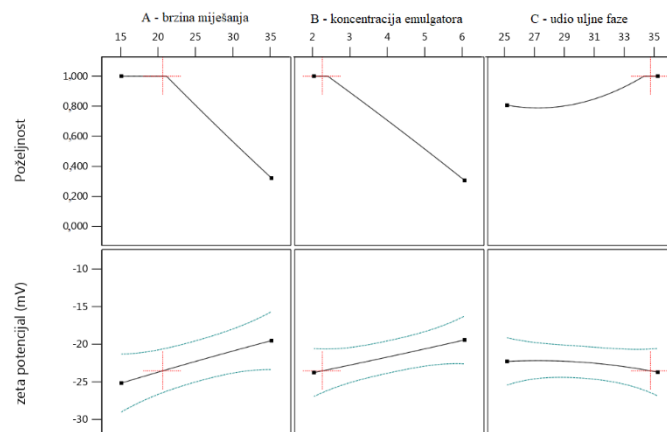 A - brzina miješanja
B - koncentracija emulgatora
C - udio uljne faze
15 20 25 30 35
2 3 4 5 6
25 27 29 31 33 35
Poželjnost
1,000
0,800
0,600
0,400
0,200
0,000
zeta potencijal (mV)
-10
-15
-20
-25
-30